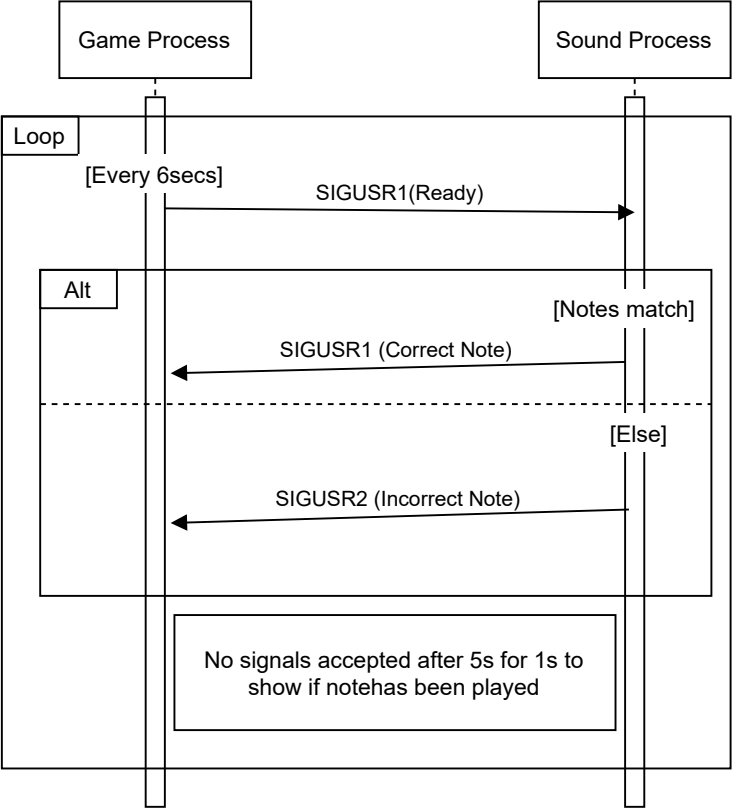 Game Process
Sound Process
Loop
[Every 6secs]
SIGUSR1(Ready)
Alt
[Notes match]
SIGUSR1 (Correct Note)
[Else]
SIGUSR2 (Incorrect Note)
No signals accepted after 5s for 1s to
show if notehas been played